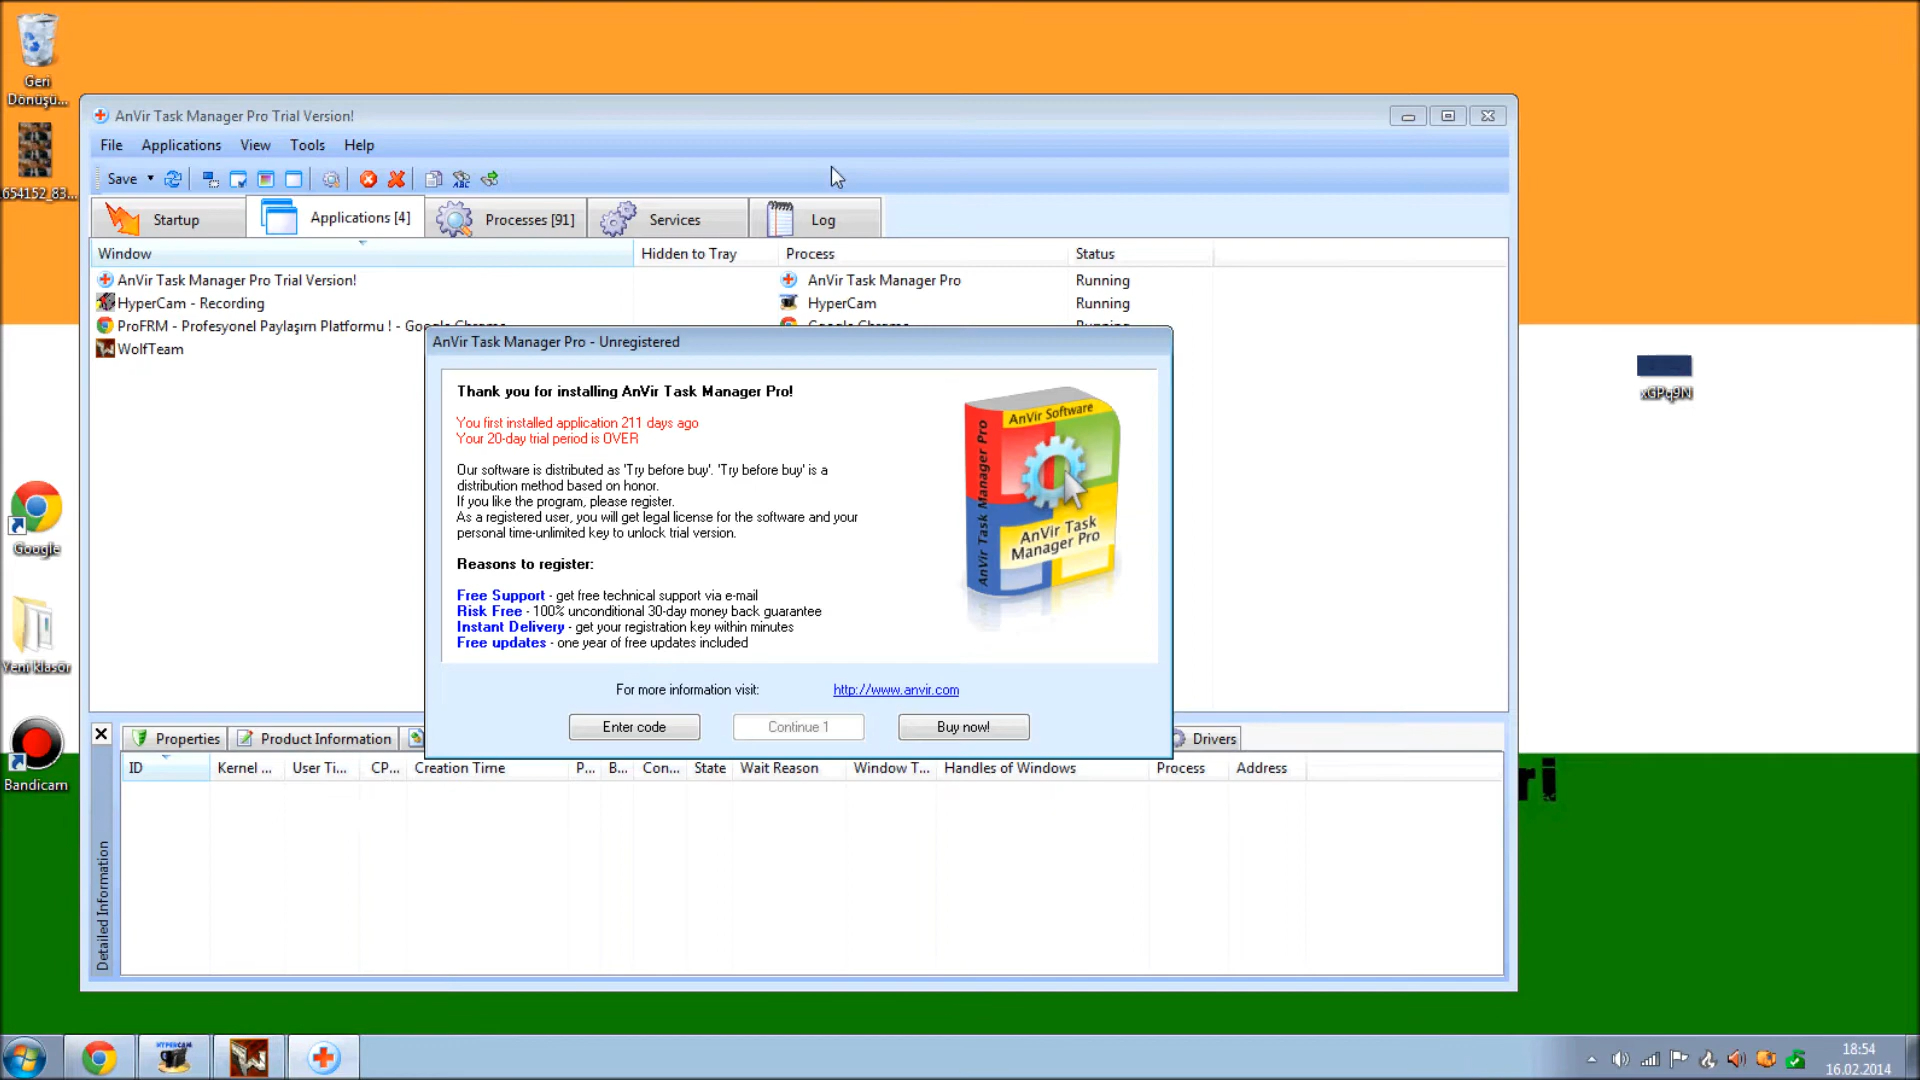 Geri
Dönüşü...
654152_83...
Google
Yeni klasör
Bandicam
AnVir Task Manager Pro Trial Version!
File Applications View Tools Help
Save
Startup Applications [4] Processes [91] Services Log
Window Hidden to Tray Process Status
AnVir Task Manager Pro Trial Version! AnVir Task Manager Pro Running
HyperCam - Recording HyperCam Running
ProFRM - Profesyonel Paylaşım Platformu ! - Google Chrome Google Chrome Running
WolfTeam
AnVir Task Manager Pro - Unregistered
Thank you for installing AnVir Task Manager Pro!
You first installed application 211 days ago
Your 20-day trial period is OVER
Our software is distributed as 'Try before buy'. 'Try before buy' is a
distribution method based on honor.
If you like the program, please register.
As a registered user, you will get legal license for the software and your
personal time-unlimited key to unlock trial version.
Reasons to register:
Free Support - get free technical support via e-mail
Risk Free - 100% unconditional 30-day money back guarantee
Instant Delivery - get your registration key within minutes
Free updates - one year of free updates included
AnVir Software
AnVir Task Manager Pro
AnVir Task
Manager Pro
For more information visit: http://www.anvir.com
Enter code Continue 1 Buy now!
Properties Product Information Drivers
ID Kernel ... User Ti... CP... Creation Time P... B... Con... State Wait Reason Window T... Handles of Windows Process Address
Detailed Information
xGPq9N
ri
HYPERCAM
18:54
16.02.2014